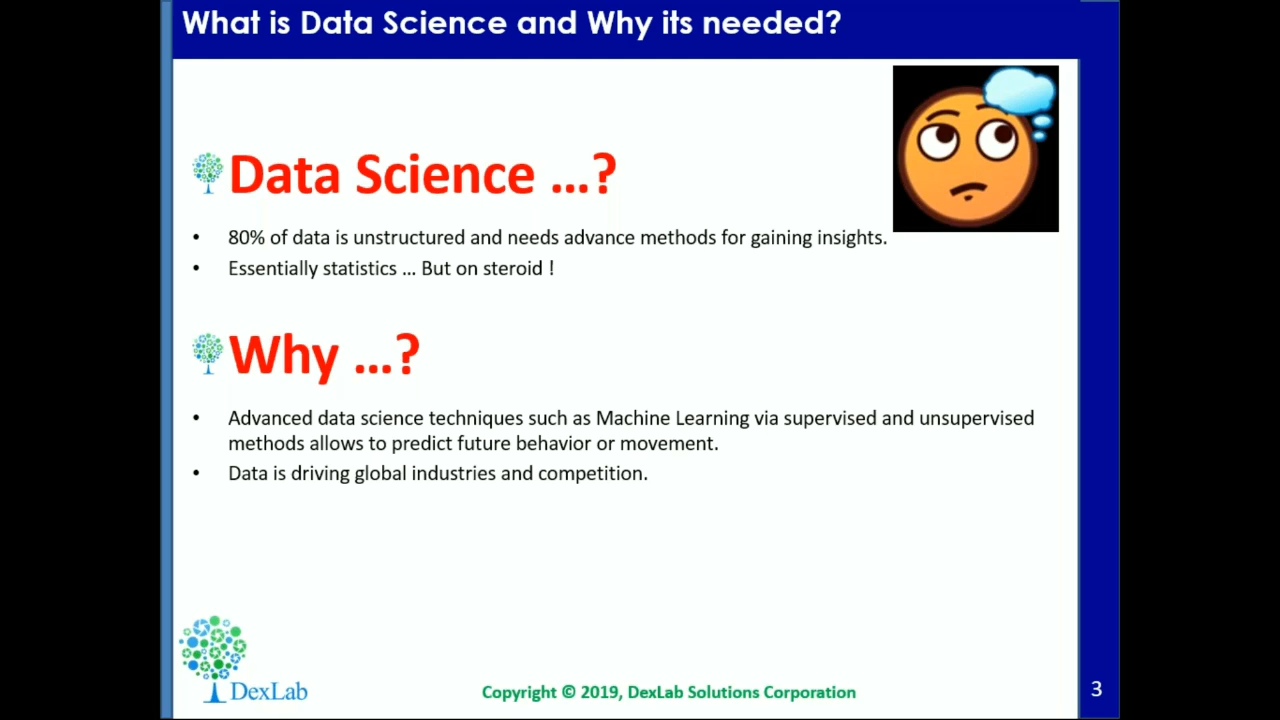 What is Data Science and Why its needed?
Data Science ...?
• 80% of data is unstructured and needs advance methods for gaining insights.
• Essentially statistics ... But on steroid !
Why ...?
• Advanced data science techniques such as Machine Learning via supervised and unsupervised
methods allows to predict future behavior or movement.
• Data is driving global industries and competition.
DexLab
Copyright © 2019, DexLab Solutions Corporation
3